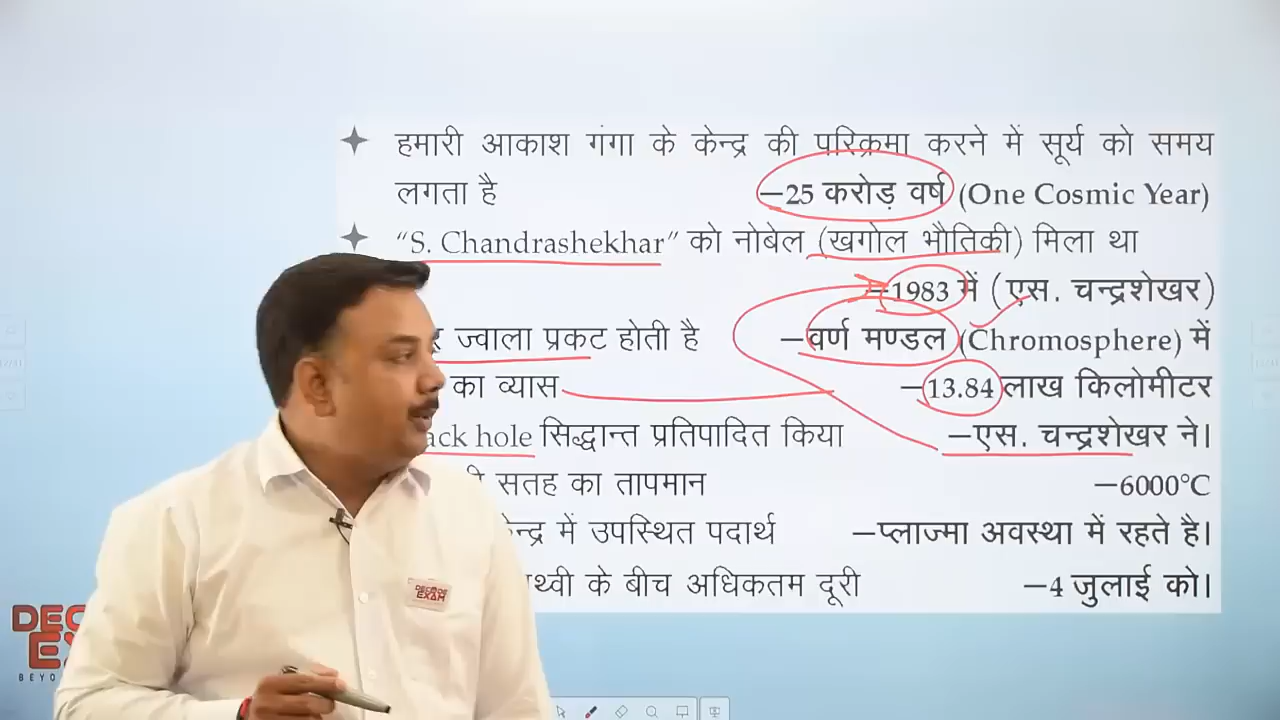 हमारी आकाश गंगा के केन्द्र की परिक्रमा करने में सूर्य को समय
लगता है –25 करोड़ वर्ष (One Cosmic Year)
“S. Chandrashekhar” को नोबेल (खगोल भौतिकी) मिला था
–1983 में (एस. चन्द्रशेखर)
ज्वाला प्रकट होती है –वर्ण मण्डल (Chromosphere) में
का व्यास –13.84 लाख किलोमीटर
hole सिद्धान्त प्रतिपादित किया –एस. चन्द्रशेखर ने।
सतह का तापमान –6000°C
में उपस्थित पदार्थ –प्लाज्मा अवस्था में रहते है।
के बीच अधिकतम दूरी –4 जुलाई को।
DECODE
EXAM